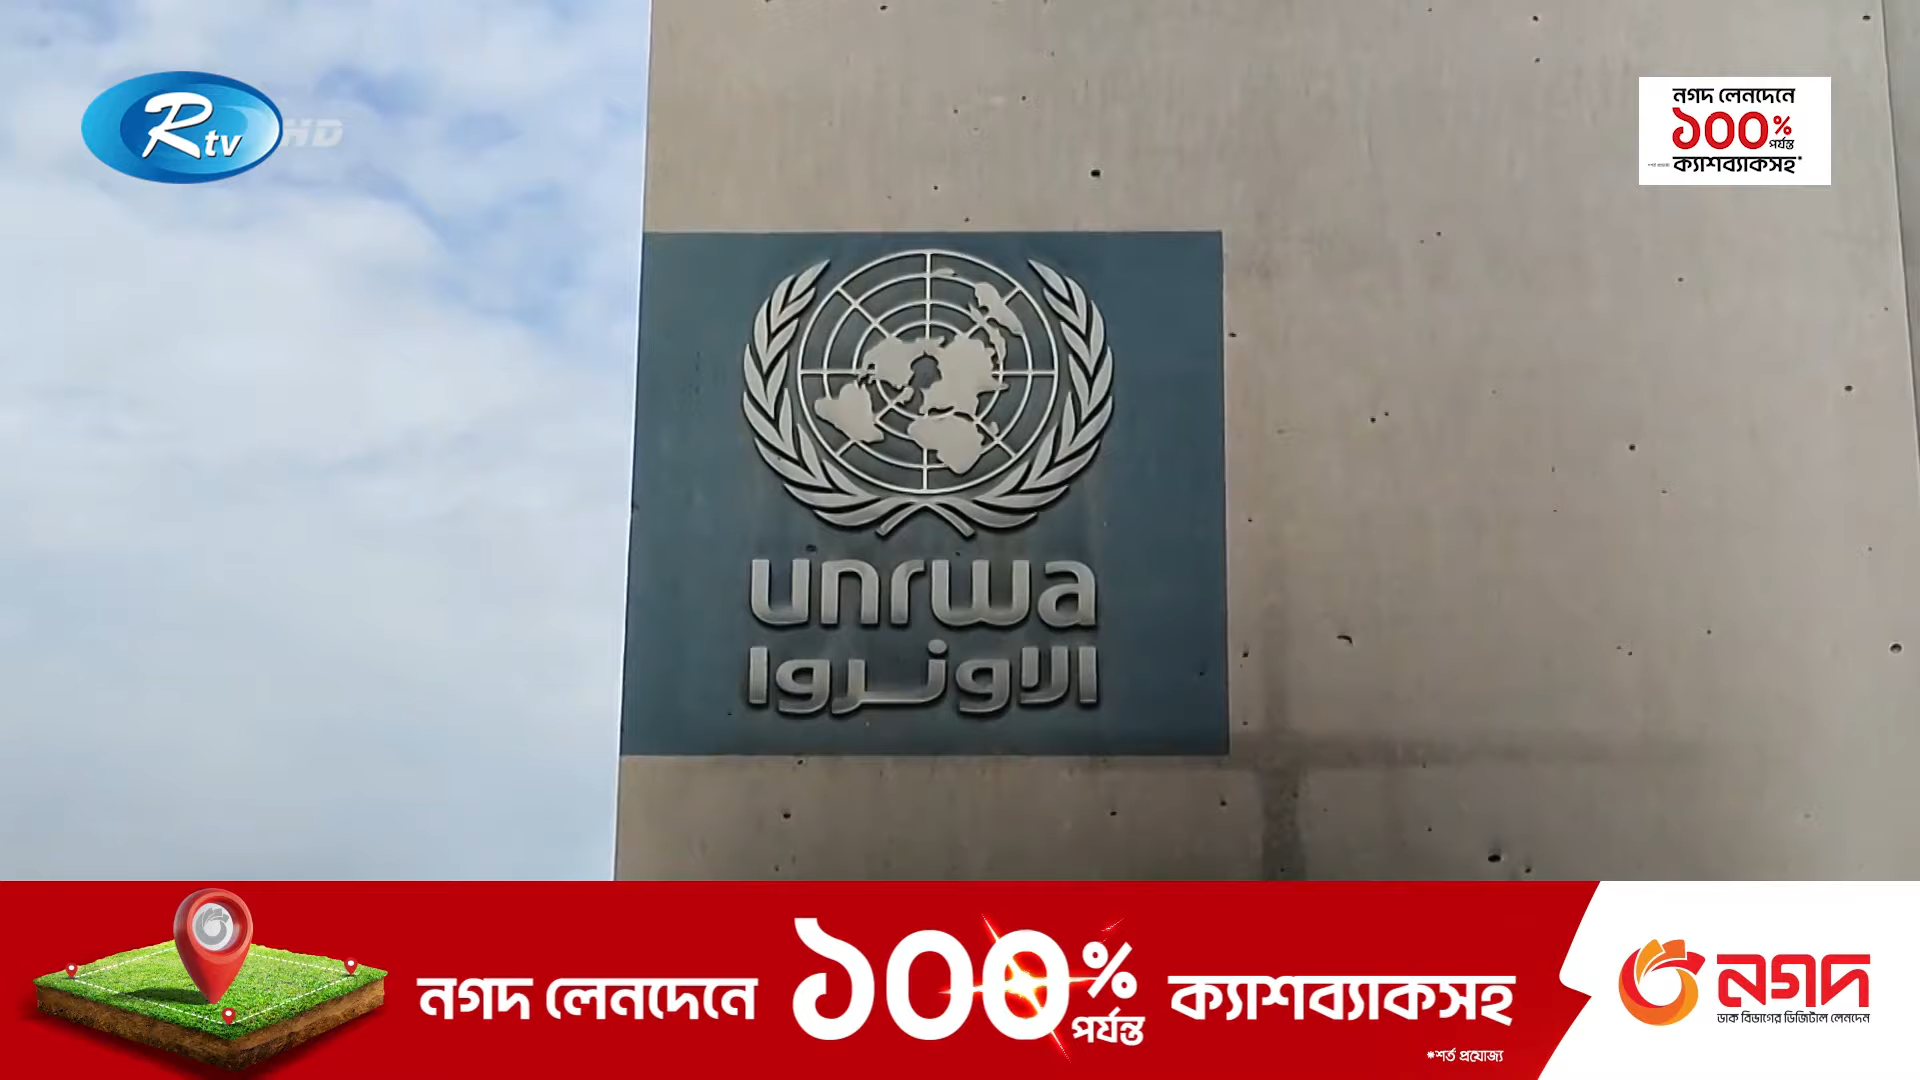 Rtv HD
নগদ লেনদেনে
১০০%
পর্যন্ত
ক্যাশব্যাকসহ*
unrwa
الاونروا
নগদ লেনদেনে ১০০% পর্যন্ত ক্যাশব্যাকসহ
*শর্ত প্রযোজ্য
নগদ
ডাক বিভাগের ডিজিটাল লেনদেন